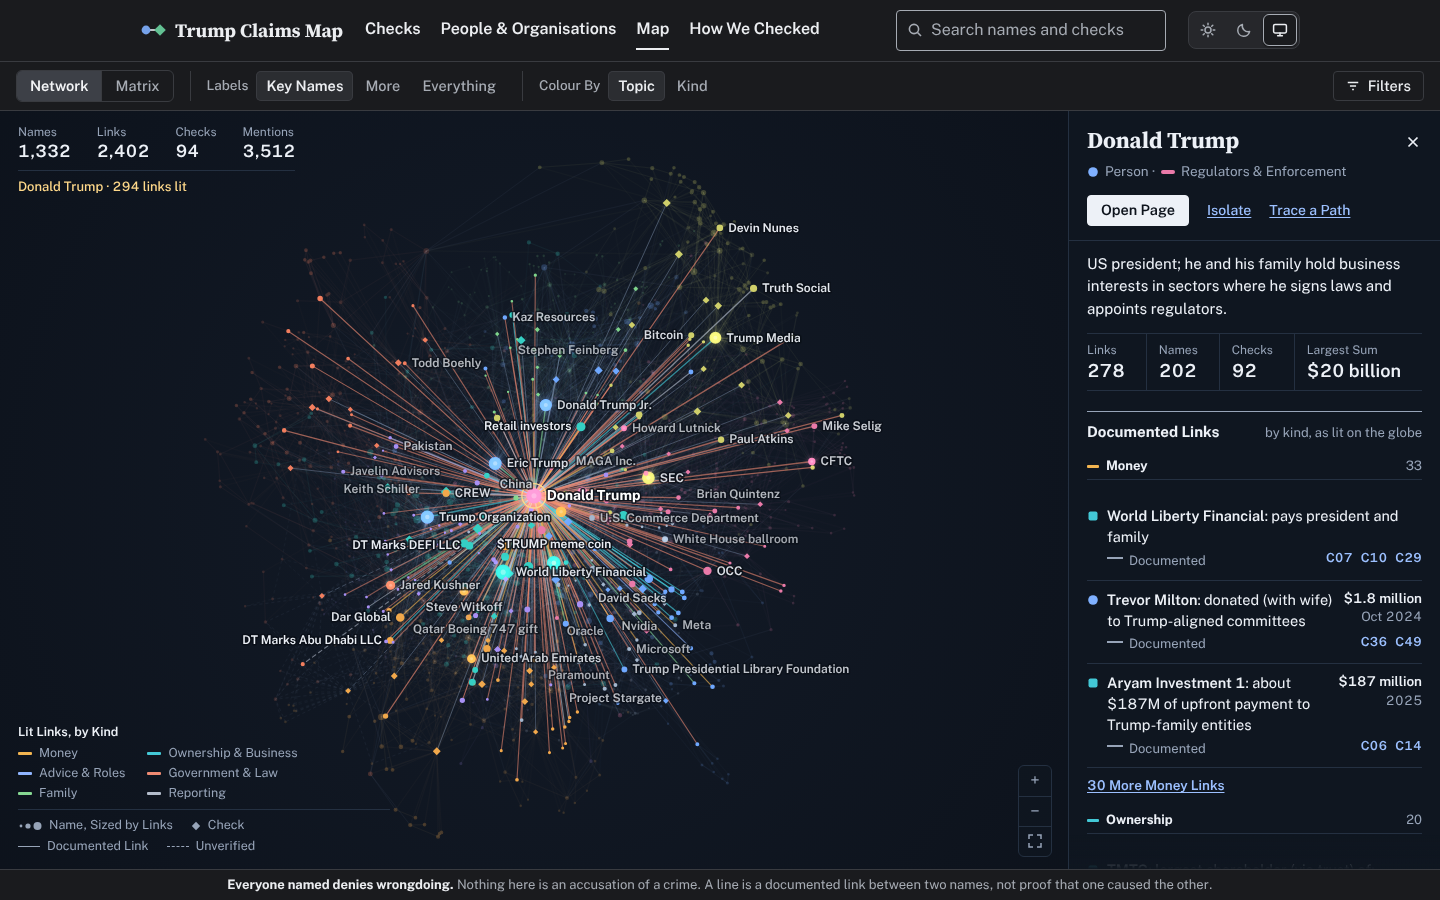 Trump Claims Map
Checks
People & Organisations
Map
How We Checked
Search names and checks
Network
Matrix
Labels
Key Names
More
Everything
Colour By
Topic
Kind
Filters
Names
Links
Checks
Mentions
1,332
2,402
94
3,512
Donald Trump · 294 links lit
Devin Nunes
Truth Social
Kaz Resources
Bitcoin
Trump Media
Stephen Feinberg
Todd Boehly
Donald Trump Jr.
Retail investors
Howard Lutnick
Mike Selig
Paul Atkins
Pakistan
Eric Trump
MAGA Inc.
CFTC
Javelin Advisors
SEC
China
Keith Schiller
CREW
Donald Trump
Brian Quintenz
Trump Organization
U.S. Commerce Department
White House ballroom
DT Marks DEFI LLC
$TRUMP meme coin
World Liberty Financial
OCC
Jared Kushner
David Sacks
Steve Witkoff
Dar Global
Qatar Boeing 747 gift
Oracle
Nvidia
Meta
DT Marks Abu Dhabi LLC
Microsoft
United Arab Emirates
Trump Presidential Library Foundation
Paramount
Project Stargate
Lit Links, by Kind
Money
Ownership & Business
Advice & Roles
Government & Law
Family
Reporting
Name, Sized by Links
Check
Documented Link
Unverified
+
−
Donald Trump
Person · Regulators & Enforcement
Open Page
Isolate
Trace a Path
US president; he and his family hold business
interests in sectors where he signs laws and
appoints regulators.
Links
Names
Checks
Largest Sum
278
202
92
$20 billion
Documented Links
by kind, as lit on the globe
Money
33
World Liberty Financial: pays president and
family
Documented
C07 C10 C29
Trevor Milton: donated (with wife)
$1.8 million
to Trump-aligned committees
Oct 2024
Documented
C36 C49
Aryam Investment 1: about
$187 million
$187M of upfront payment to
2025
Trump-family entities
Documented
C06 C14
30 More Money Links
Ownership
20
Everyone named denies wrongdoing. Nothing here is an accusation of a crime. A line is a documented link between two names, not proof that one caused the other.